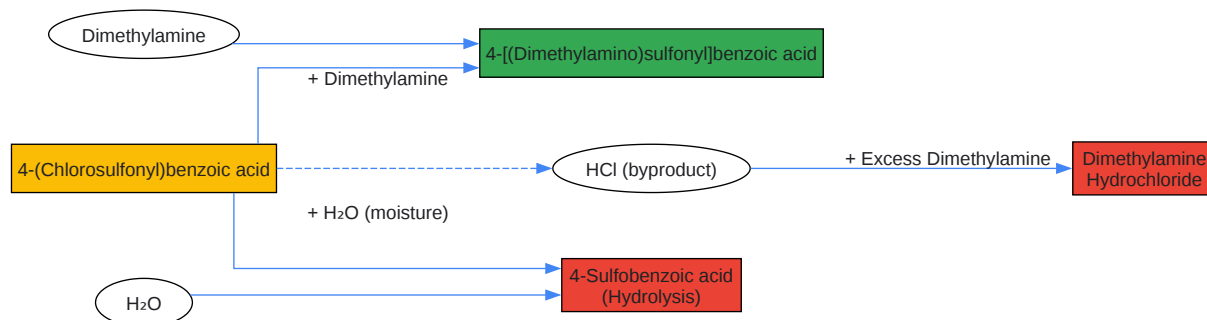 Dimethylamine
4-[(Dimethylamino)sulfonyl]benzoic acid
+ Dimethylamine
4-(Chlorosulfonyl)benzoic acid
HCl (byproduct)
+ Excess Dimethylamine
Dimethylamine
Hydrochloride
+ H₂O (moisture)
4-Sulfobenzoic acid
(Hydrolysis)
H₂O